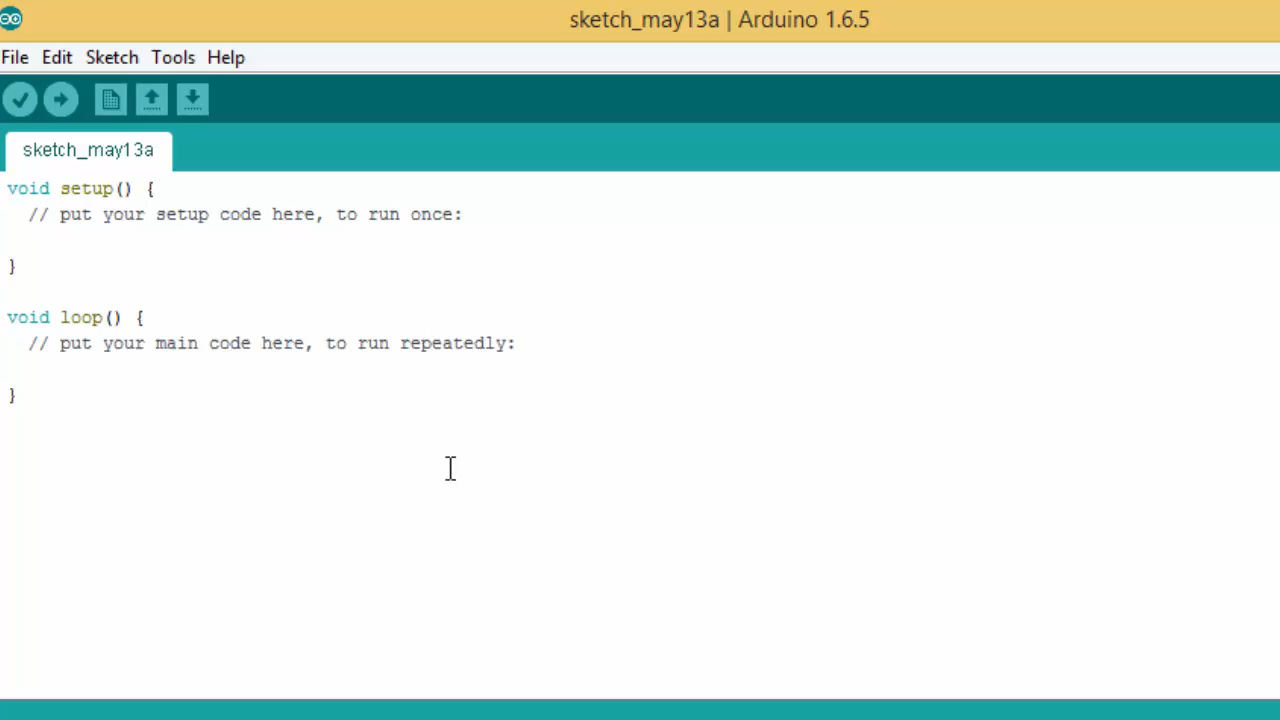 sketch_may13a | Arduino 1.6.5
File Edit Sketch Tools Help
sketch_may13a
void setup() {
  // put your setup code here, to run once:

}

void loop() {
  // put your main code here, to run repeatedly:

}